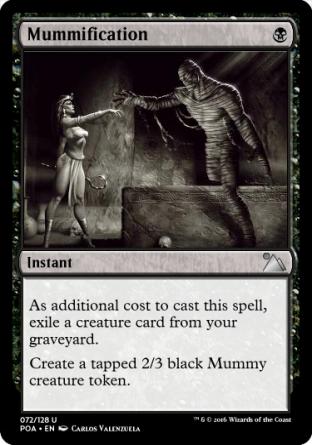 Mummification
Instant
As additional cost to cast this spell,
exile a creature card from your
graveyard.
Create a tapped 2/3 black Mummy
creature token.
072/128 U
POA • EN Carlos Valenzuela
™ & © 2016 Wizards of the Coast